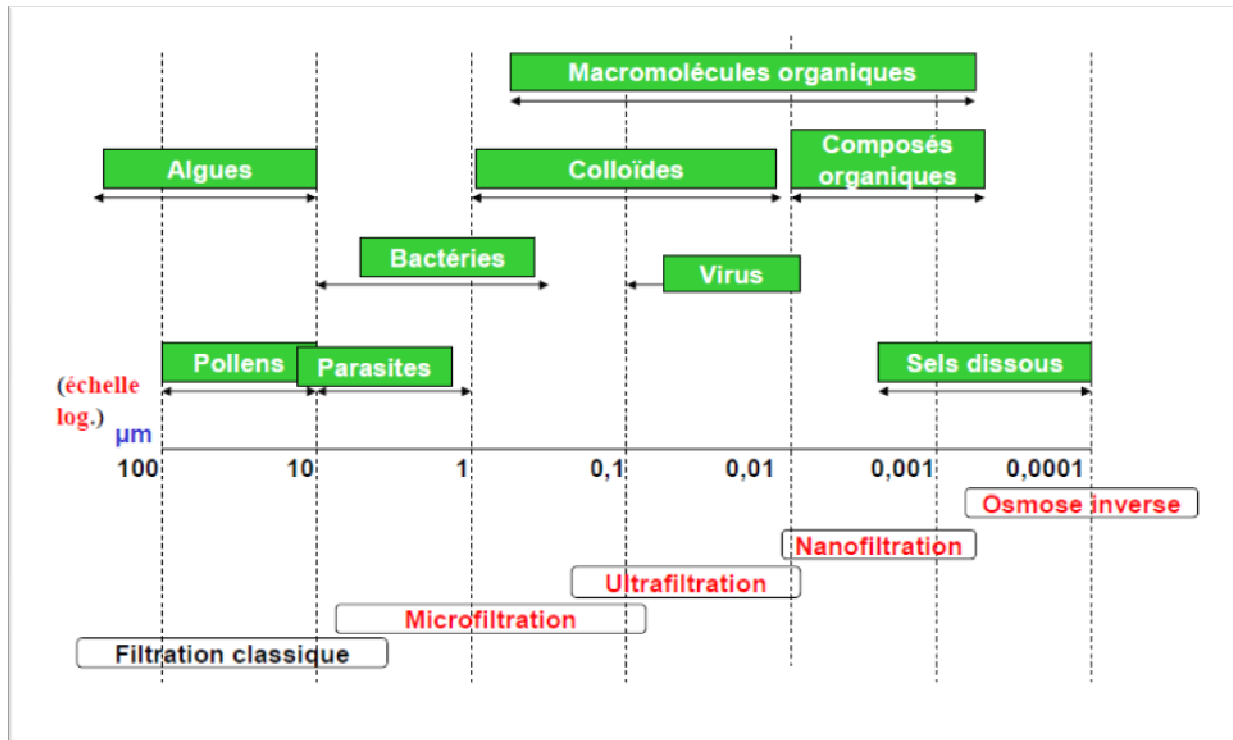 Macromolécules organiques
Algues
Colloïdes
Composés
organiques
Bactéries
Virus
Pollens
Parasites
Sels dissous
(échelle
log.)
µm
100 10 1 0,1 0,01 0,001 0,0001
Osmose inverse
Nanofiltration
Ultrafiltration
Microfiltration
Filtration classique